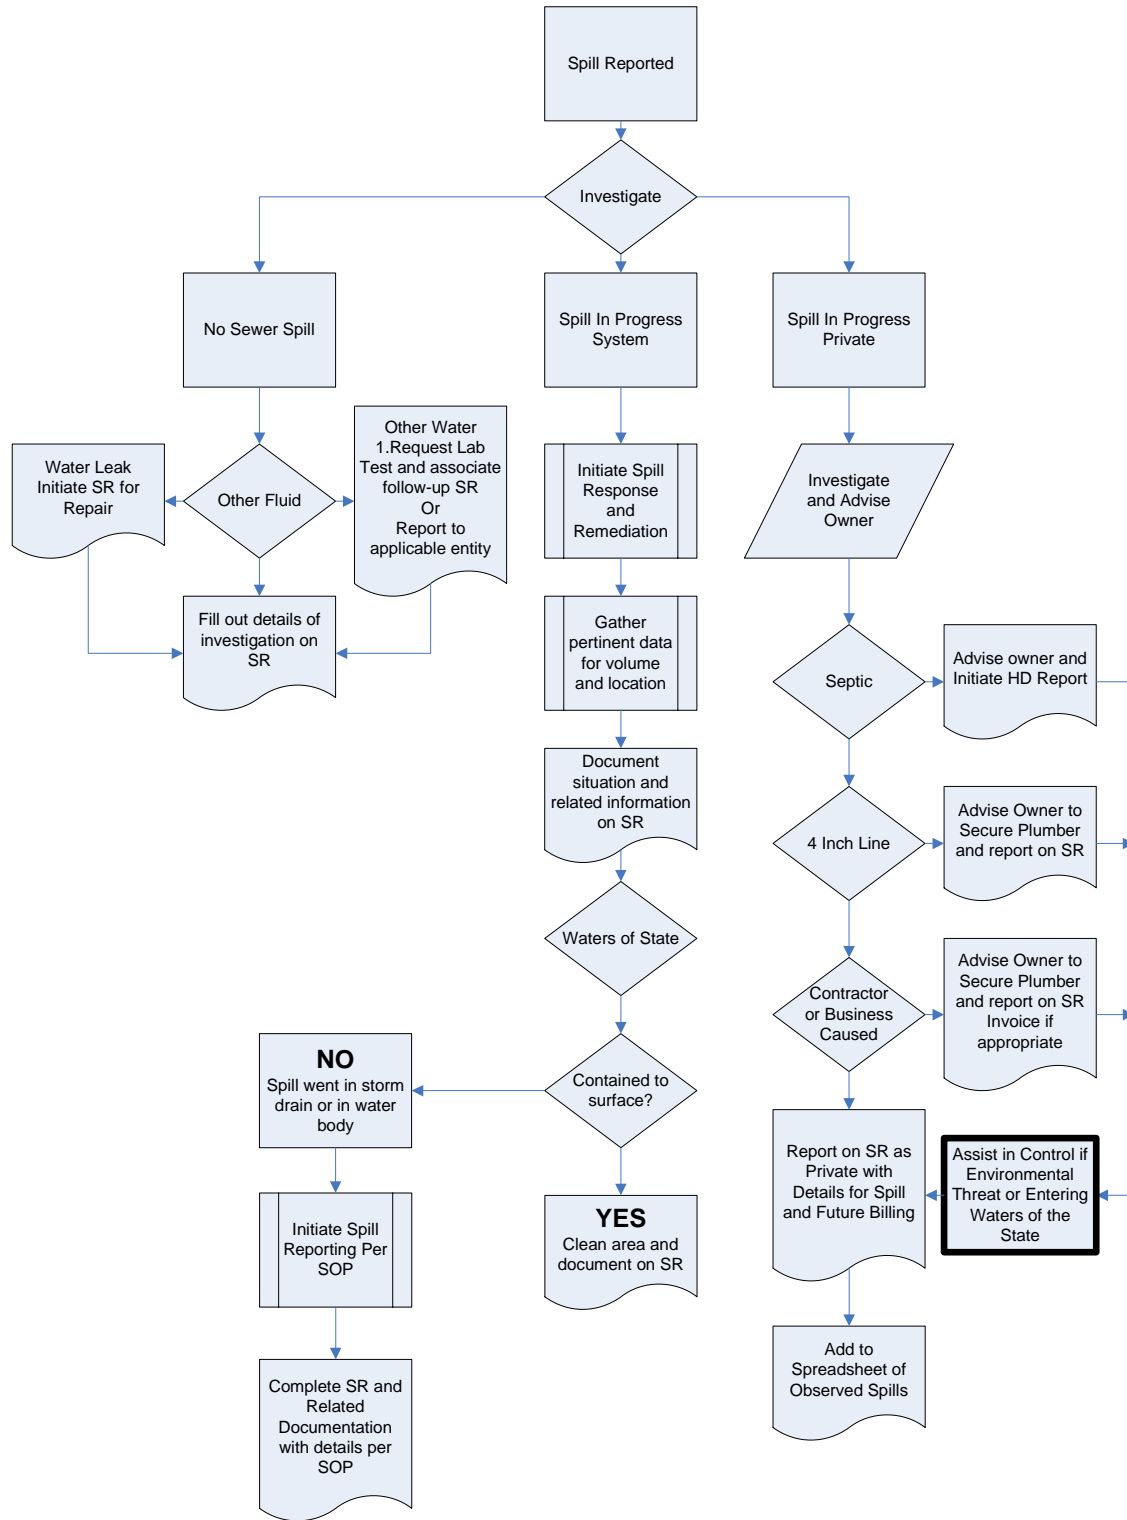 Spill Reported
Investigate
No Sewer Spill
Spill In Progress
System
Spill In Progress
Private
Water Leak
Initiate SR for
Repair
Other Fluid
Other Water
1.Request Lab
Test and associate
follow-up SR
Or
Report to
applicable entity
Fill out details of
investigation on
SR
Initiate Spill
Response
and
Remediation
Gather
pertinent data
for volume
and location
Document
situation and
related information
on SR
Waters of State
Contained to
surface?
NO
Spill went in storm
drain or in water
body
Initiate Spill
Reporting Per
SOP
Complete SR and
Related
Documentation
with details per
SOP
YES
Clean area and
document on SR
Investigate
and Advise
Owner
Septic
Advise owner and
Initiate HD Report
4 Inch Line
Advise Owner to
Secure Plumber
and report on SR
Contractor
or Business
Caused
Advise Owner to
Secure Plumber
and report on SR
Invoice if
appropriate
Report on SR as
Private with
Details for Spill
and Future Billing
Assist in Control if
Environmental
Threat or Entering
Waters of the
State
Add to
Spreadsheet of
Observed Spills